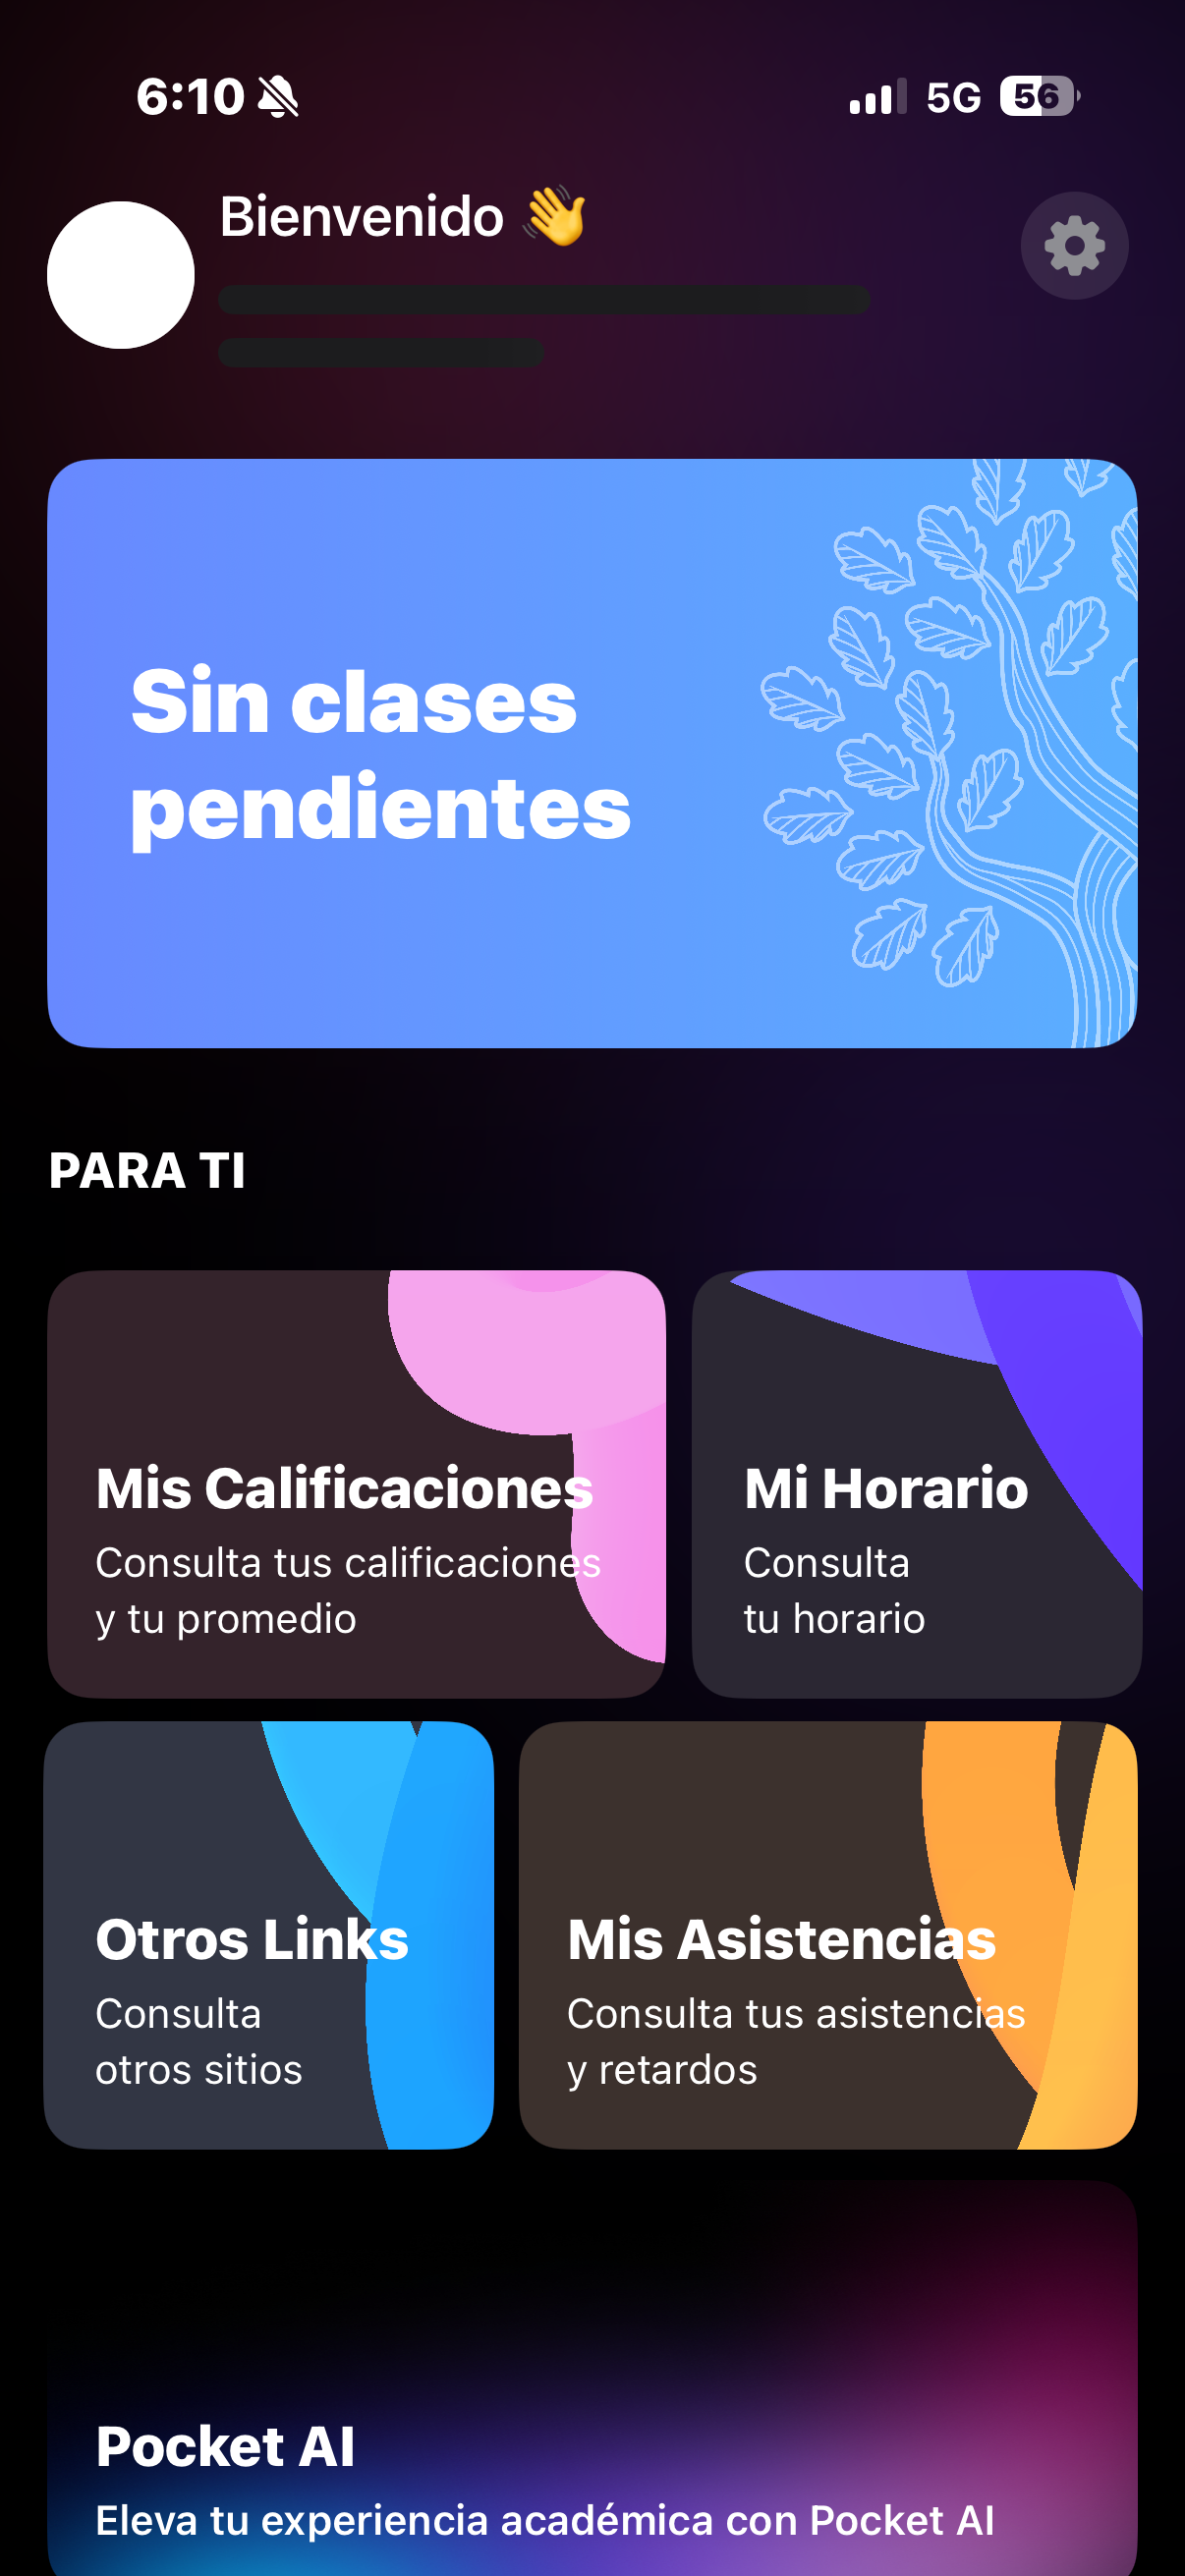 6:10
5G
56
Bienvenido 👋
Sin clases
pendientes
PARA TI
Mis Calificaciones
Consulta tus calificaciones
y tu promedio
Mi Horario
Consulta
tu horario
Otros Links
Consulta
otros sitios
Mis Asistencias
Consulta tus asistencias
y retardos
Pocket AI
Eleva tu experiencia académica con Pocket AI